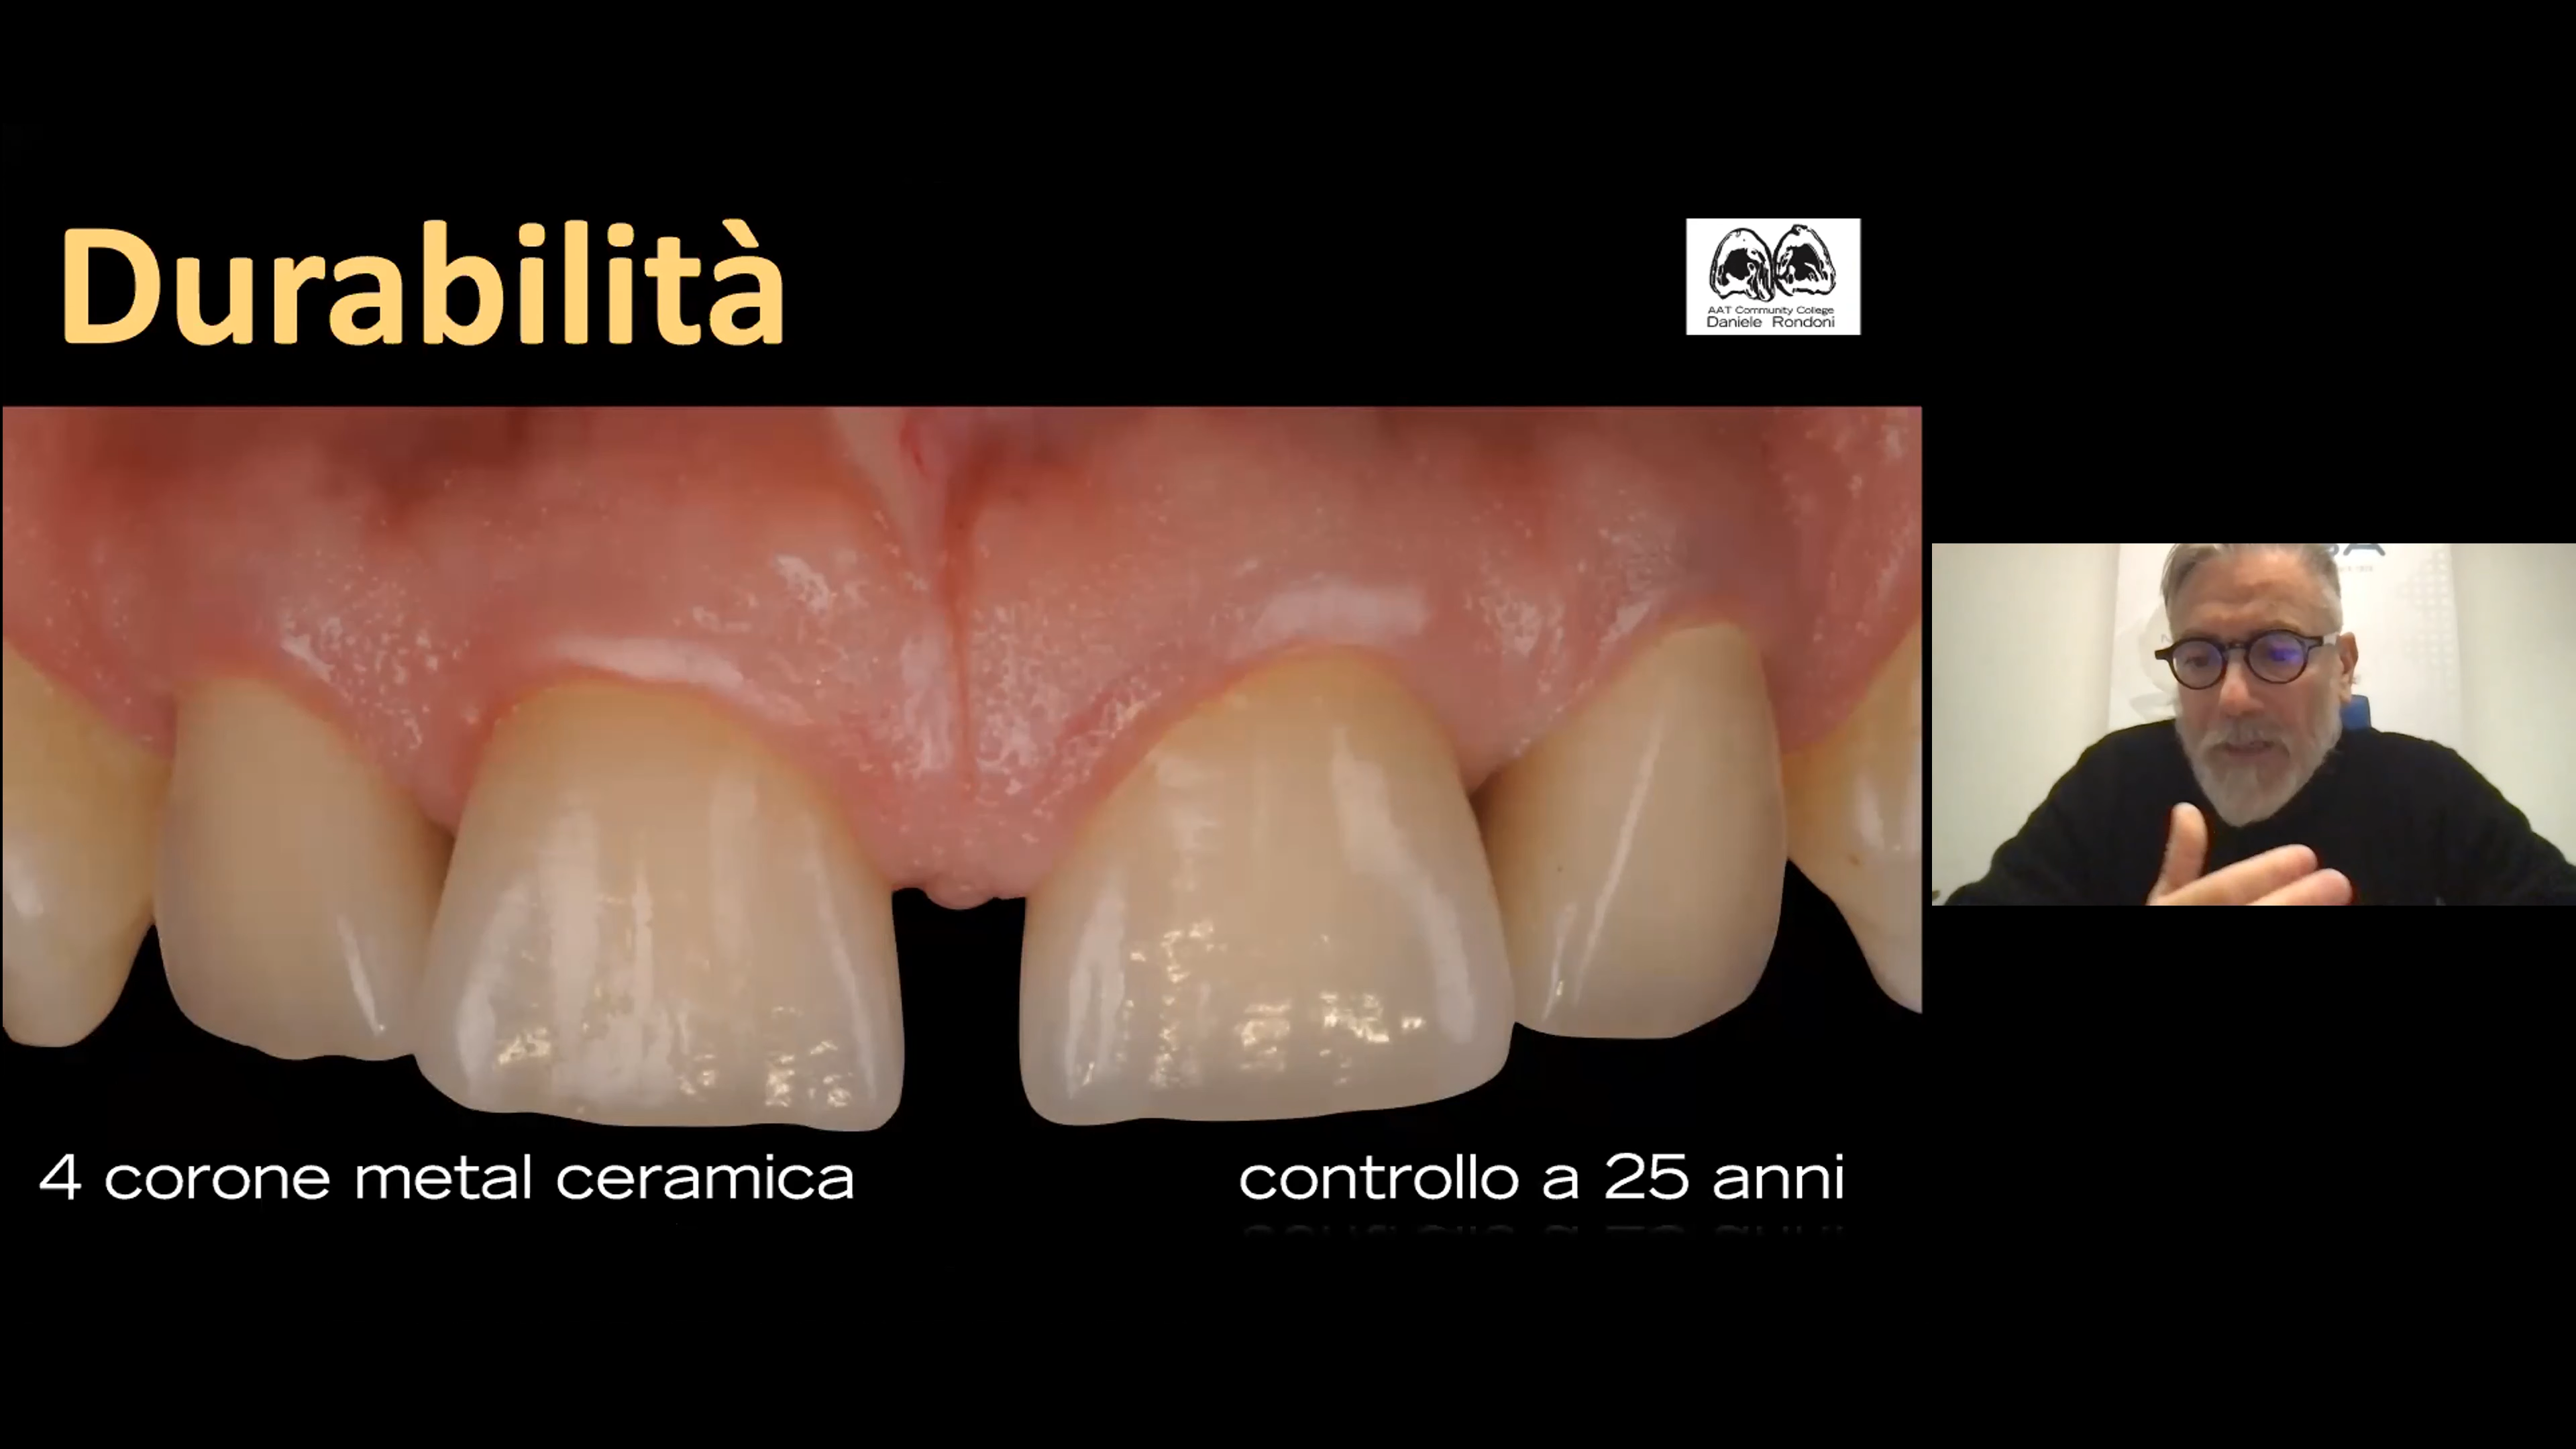 Durabilità
AAT Community College
Daniele Rondoni
4 corone metal ceramica
controllo a 25 anni